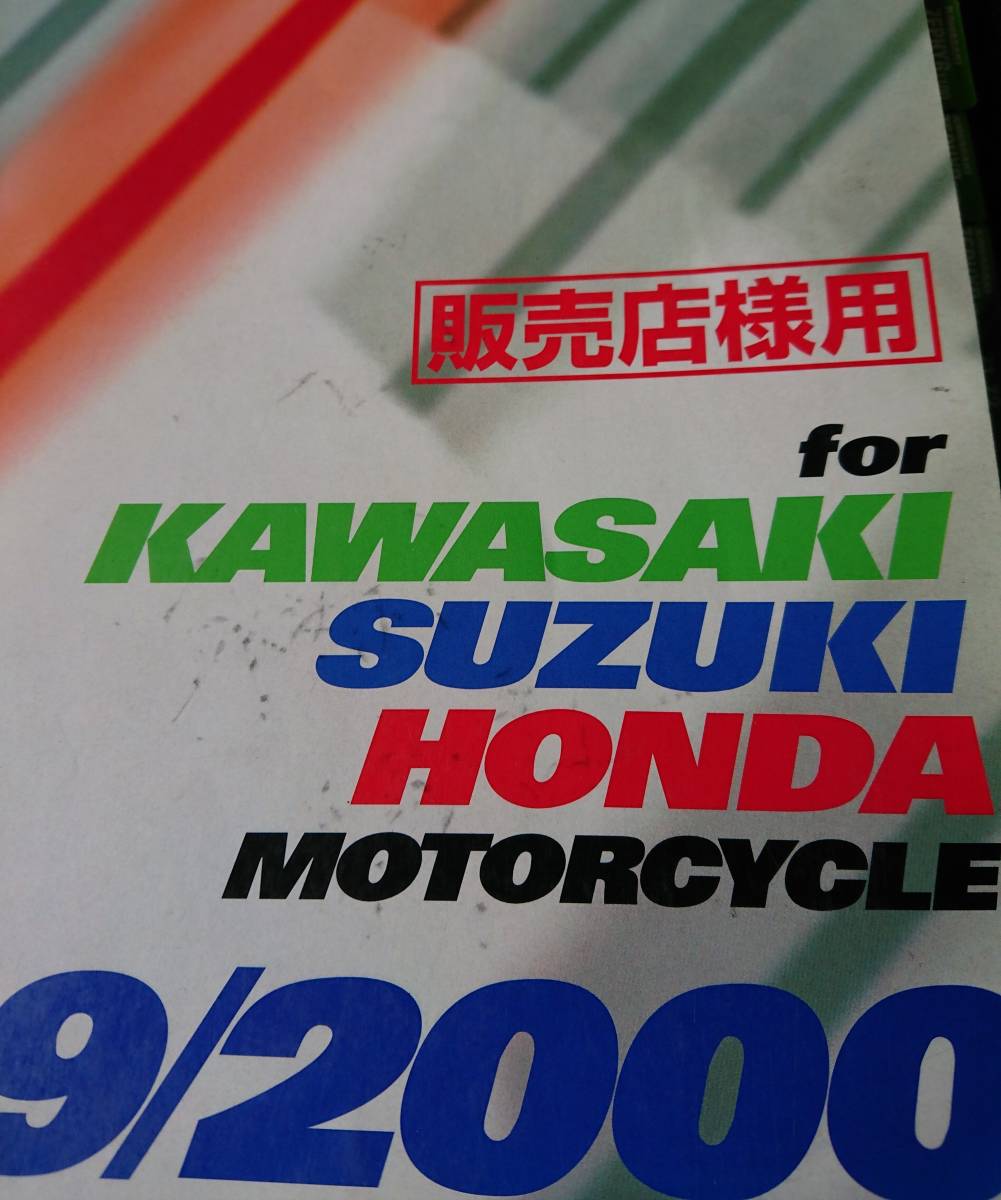 販売店様用
for
KAWASAKI
SUZUKI
HONDA
MOTORCYCLE
9/2000